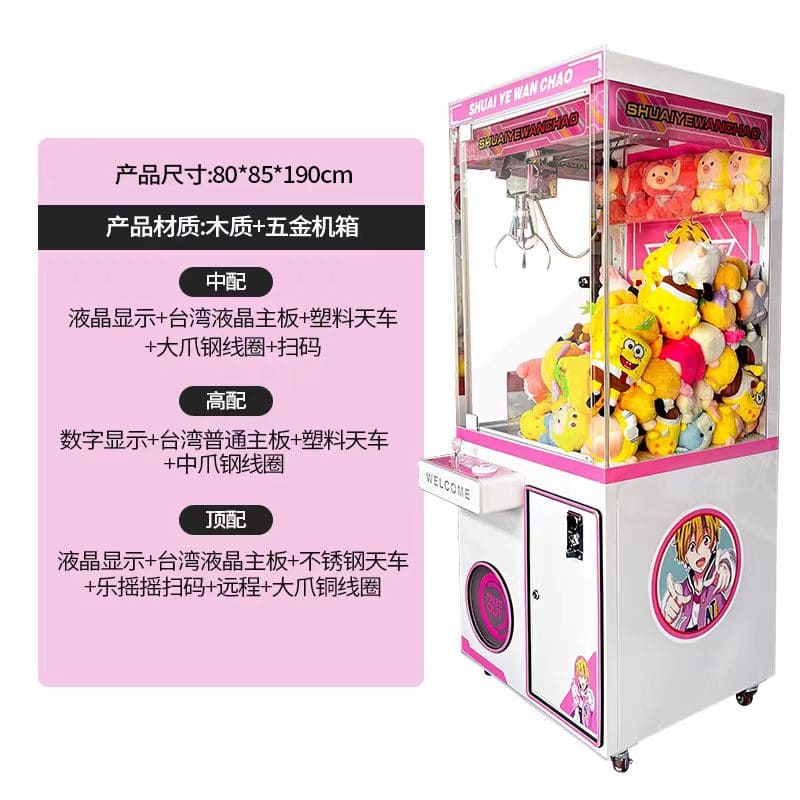 产品尺寸:80*85*190cm
产品材质:木质+五金机箱
中配
液晶显示+台湾液晶主板+塑料天车
+大爪钢线圈+扫码
高配
数字显示+台湾普通主板+塑料天车
+中爪钢线圈
顶配
液晶显示+台湾液晶主板+不锈钢天车
+乐摇摇扫码+远程+大爪铜线圈
SHUAI YE WAN CHAO
SHUAIYEWANCHAO
SHUAIYEWANCHAO
WELCOME
PRIZE
OUT